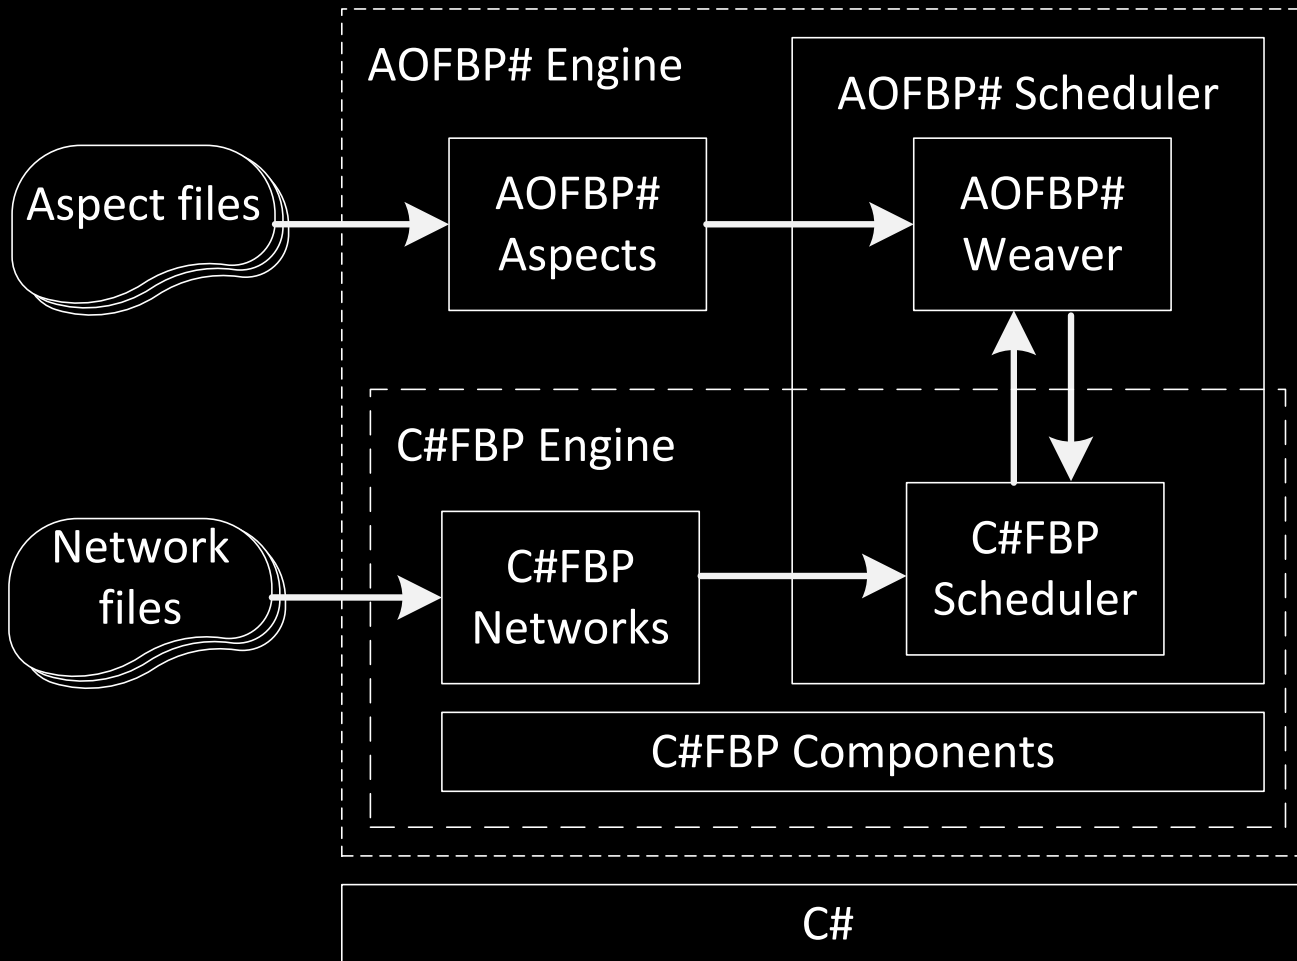 AOFBP# Engine
AOFBP# Scheduler
Aspect files
AOFBP#
Aspects
AOFBP#
Weaver
C#FBP Engine
Network
files
C#FBP
Networks
C#FBP
Scheduler
C#FBP Components
C#